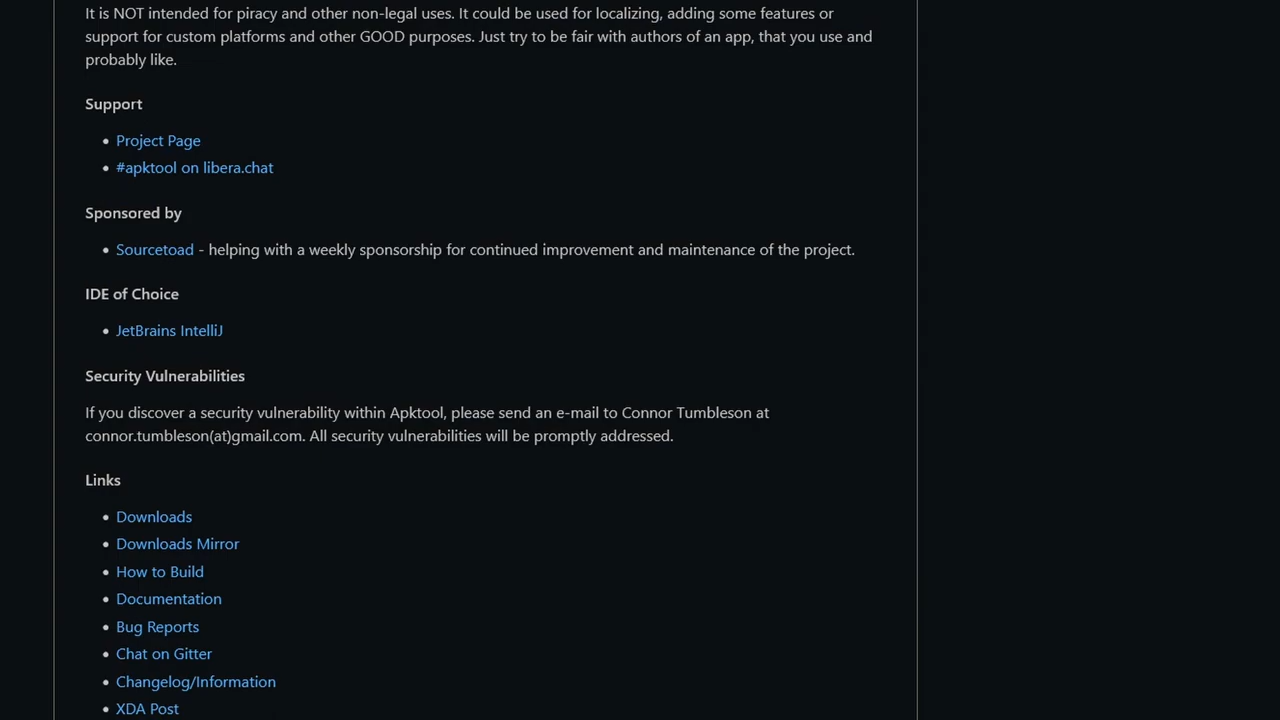 It is NOT intended for piracy and other non-legal uses. It could be used for localizing, adding some features or
support for custom platforms and other GOOD purposes. Just try to be fair with authors of an app, that you use and
probably like.
Support
Project Page
#apktool on libera.chat
Sponsored by
Sourcetoad - helping with a weekly sponsorship for continued improvement and maintenance of the project.
IDE of Choice
JetBrains IntelliJ
Security Vulnerabilities
If you discover a security vulnerability within Apktool, please send an e-mail to Connor Tumbleson at
connor.tumbleson(at)gmail.com. All security vulnerabilities will be promptly addressed.
Links
Downloads
Downloads Mirror
How to Build
Documentation
Bug Reports
Chat on Gitter
Changelog/Information
XDA Post